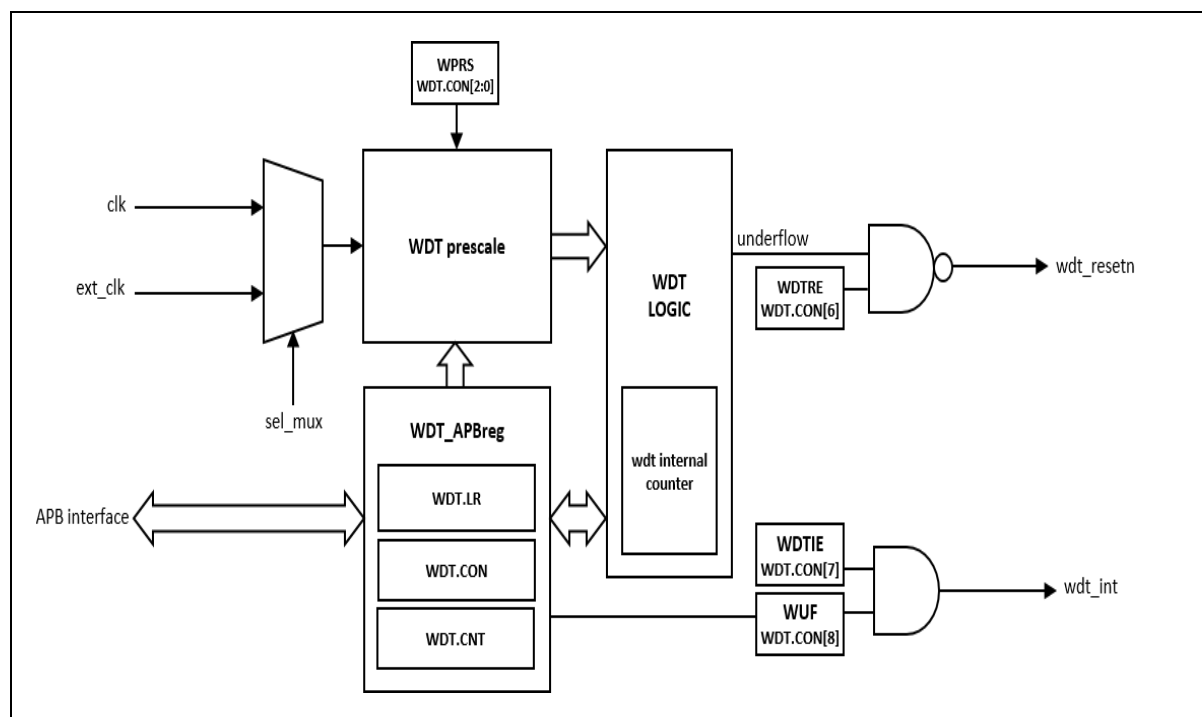 WPRS
WDT.CON[2:0]
clk
ext_clk
sel_mux
WDT prescale
WDT
LOGIC
wdt internal
counter
underflow
WDTRE
WDT.CON[6]
wdt_resetn
WDT_APBreg
WDT.LR
WDT.CON
WDT.CNT
APB interface
WDTIE
WDT.CON[7]
WUF
WDT.CON[8]
wdt_int